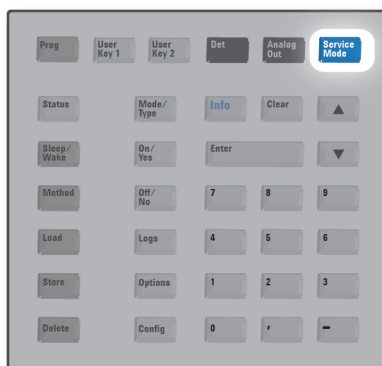 Prog User Key 1 User Key 2 Det Analog Out Service Mode
Status Mode/Type Info Clear ▲
Sleep/Wake On/Yes Enter ▼
Method Off/No 7 8 9
Load Logs 4 5 6
Store Options 1 2 3
Delete Config 0 , -